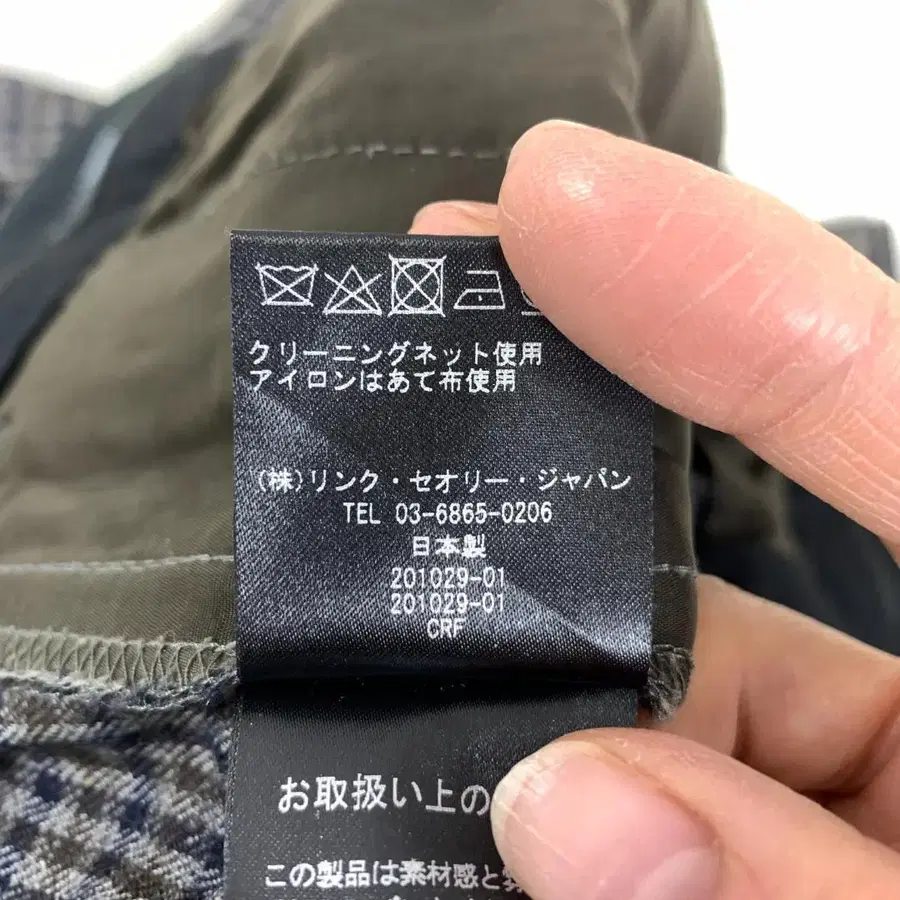 クリーニングネット使用
アイロンはあて布使用
(株)リンク・セオリー・ジャパン
TEL 03-6865-0206
日本製
201029-01
201029-01
CRF
お取扱い上の
この製品は素材感と